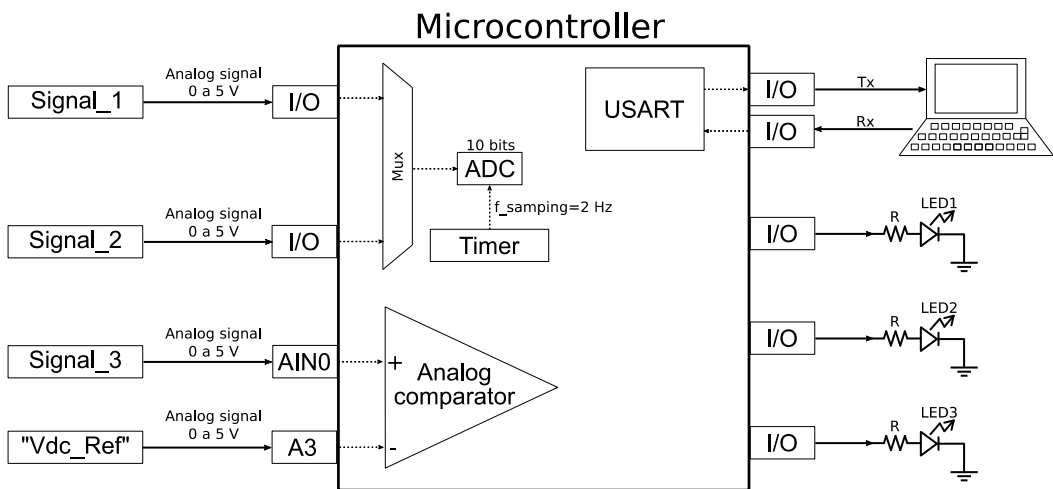 Microcontroller
Analog signal
0 a 5 V
Signal_1
I/O
Mux
10 bits
ADC
f_samping=2 Hz
Timer
USART
I/O
Tx
I/O
Rx
Analog signal
0 a 5 V
Signal_2
I/O
I/O
R
LED1
Analog signal
0 a 5 V
Signal_3
AIN0
+
Analog
comparator
-
I/O
R
LED2
Analog signal
0 a 5 V
"Vdc_Ref"
A3
I/O
R
LED3